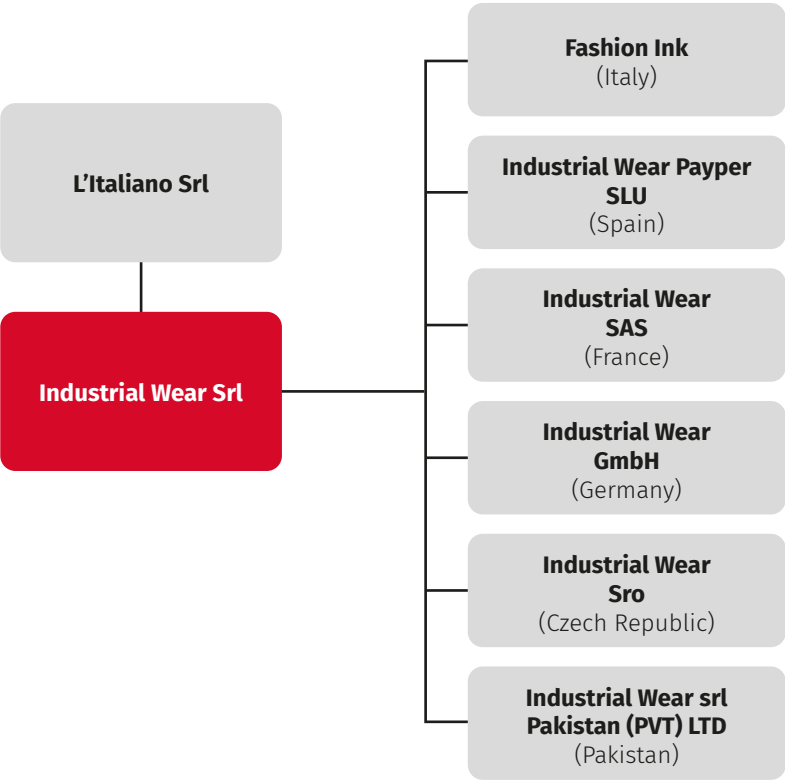 L’Italiano Srl
Industrial Wear Srl
Fashion Ink
(Italy)
Industrial Wear Payper
SLU
(Spain)
Industrial Wear
SAS
(France)
Industrial Wear
GmbH
(Germany)
Industrial Wear
Sro
(Czech Republic)
Industrial Wear srl
Pakistan (PVT) LTD
(Pakistan)